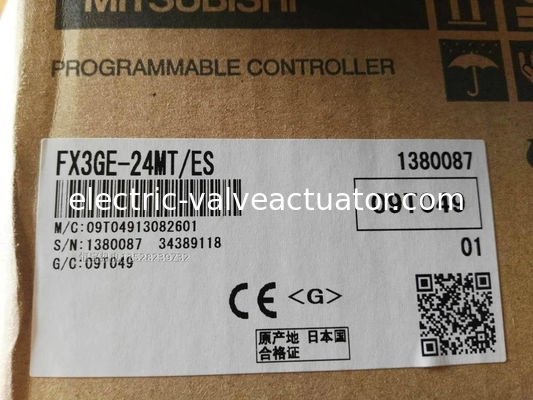 MITSUBISHI
PROGRAMMABLE CONTROLLER
FX3GE-24MT/ES 1380087
electric-valveactuator.com
09T049
M/C:09T04913082601
S/N:1380087 34389118
01
G/C:09T049
CE <G>
原产地 日本国
合格证